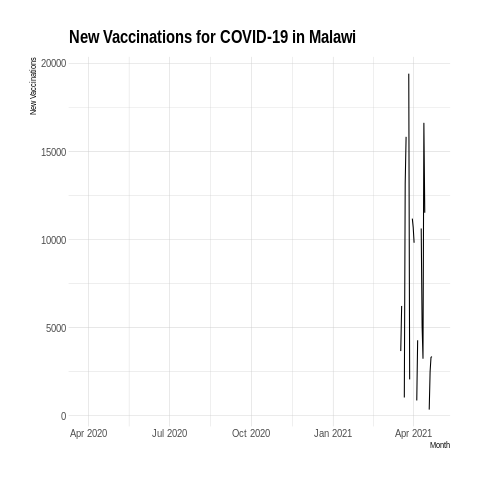 New Vaccinations for COVID-19 in Malawi
New Vaccinations
20000
15000
10000
5000
0
Apr 2020 Jul 2020 Oct 2020 Jan 2021 Apr 2021
Month